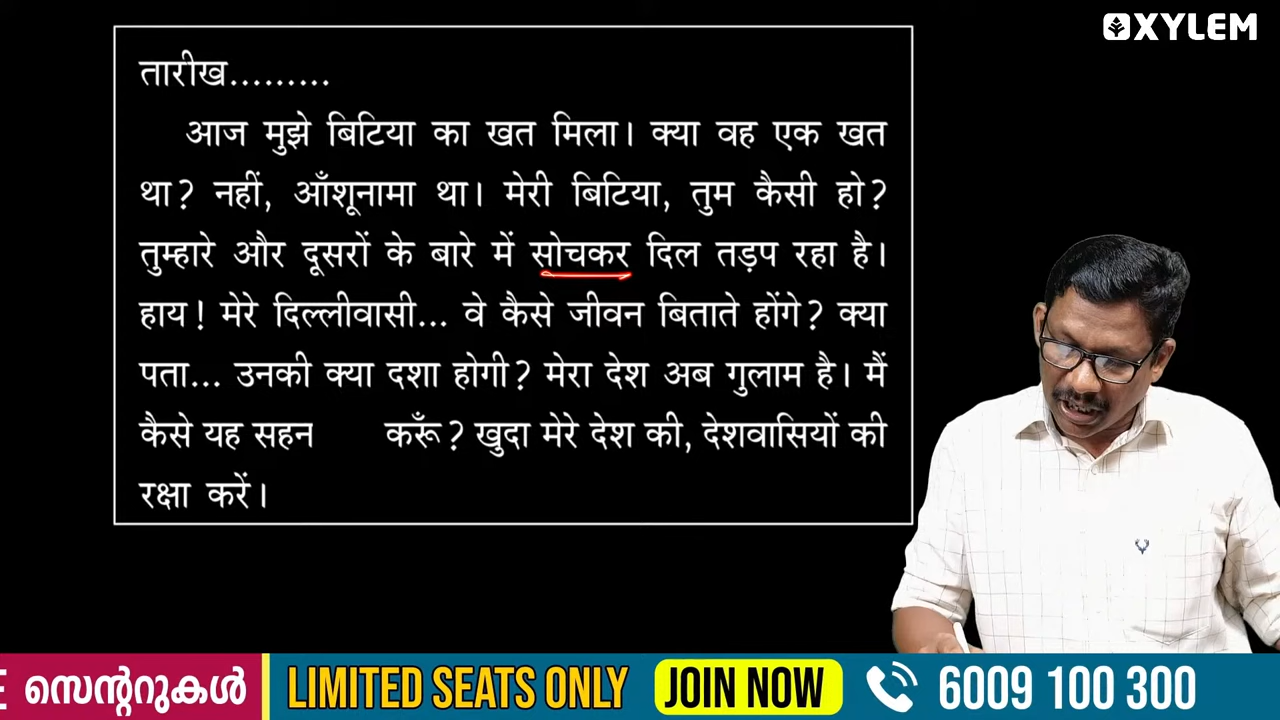 XYLEM
तारीख.........
आज मुझे बिटिया का खत मिला। क्या वह एक खत
था? नहीं, आँशूनामा था। मेरी बिटिया, तुम कैसी हो?
तुम्हारे और दूसरों के बारे में सोचकर दिल तड़प रहा है।
हाय! मेरे दिल्लीवासी... वे कैसे जीवन बिताते होंगे? क्या
पता... उनकी क्या दशा होगी? मेरा देश अब गुलाम है। मैं
कैसे यह सहन करूँ? खुदा मेरे देश की, देशवासियों की
रक्षा करें।
E സെന്ററുകൾ LIMITED SEATS ONLY JOIN NOW 6009 100 300